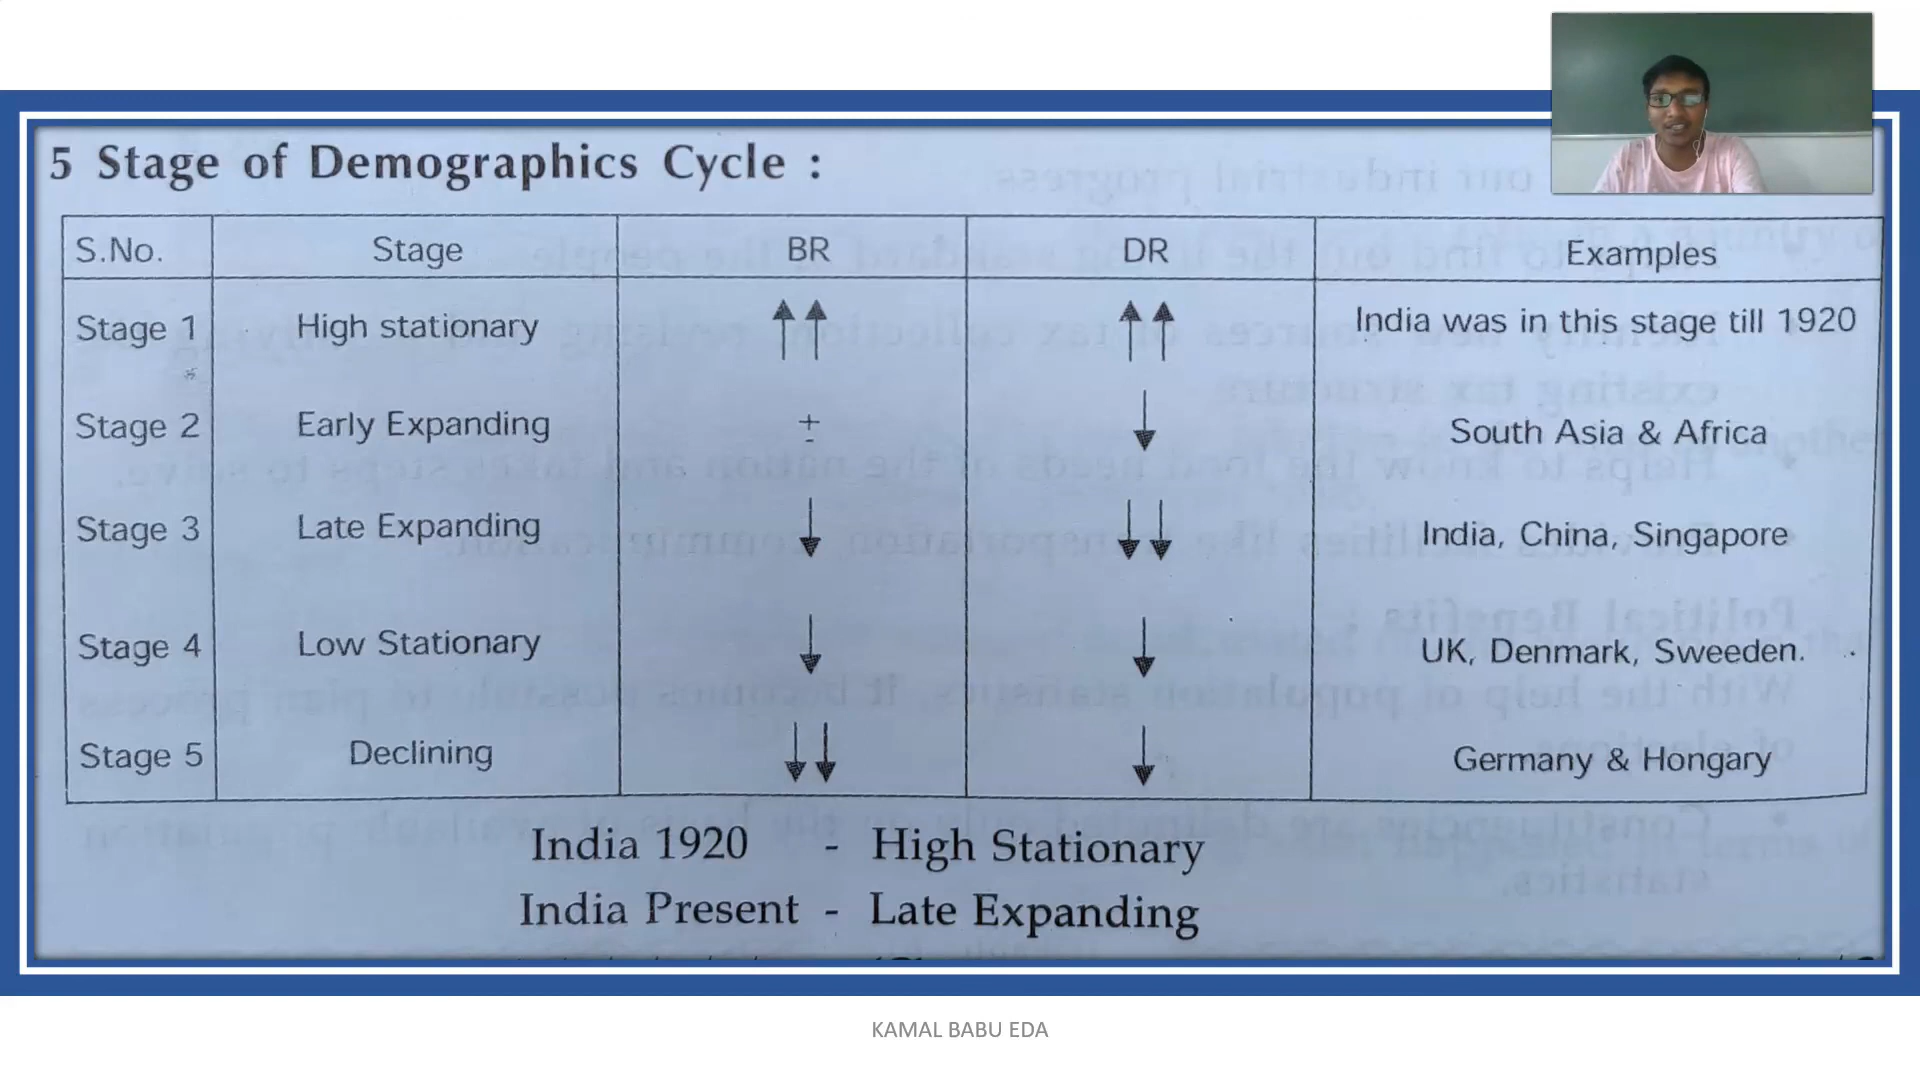 5 Stage of Demographics Cycle :
S.No. Stage BR DR Examples
Stage 1 High stationary ↑↑ ↑↑ India was in this stage till 1920
Stage 2 Early Expanding ± ↓ South Asia & Africa
Stage 3 Late Expanding ↓ ↓↓ India, China, Singapore
Stage 4 Low Stationary ↓ ↓ UK, Denmark, Sweeden.
Stage 5 Declining ↓↓ ↓ Germany & Hongary
India 1920 - High Stationary
India Present - Late Expanding
KAMAL BABU EDA